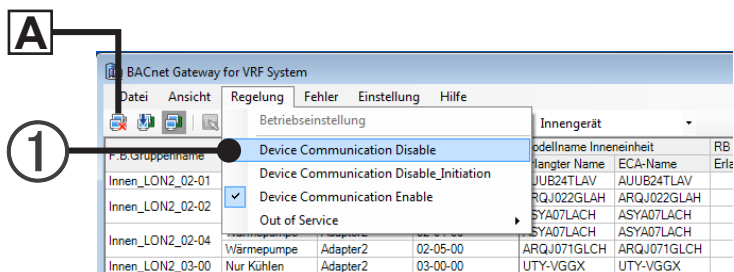 A
BACnet Gateway for VRF System
Datei Ansicht Regelung Fehler Einstellung Hilfe
Betriebseinstellung
Innengerät
1
Device Communication Disable
Device Communication Disable_Initiation
Device Communication Enable
Out of Service
F.B.Gruppenname
odellname Inneneinheit RB
rlangter Name ECA-Name Erla
Innen_LON2_02-01 AUUB24TLAV AUUB24TLAV
Innen_LON2_02-02 ARQJ022GLAH ARQJ022GLAH
ASYA07LACH ASYA07LACH
Innen_LON2_02-04 Wärmepumpe Adapter2 ASYA07LACH ASYA07LACH
Wärmepumpe Adapter2 02-05-00 ARQJ071GLCH ARQJ071GLCH
Innen_LON2_03-00 Nur Kühlen Adapter2 03-00-00 UTY-VGGX UTY-VGGX